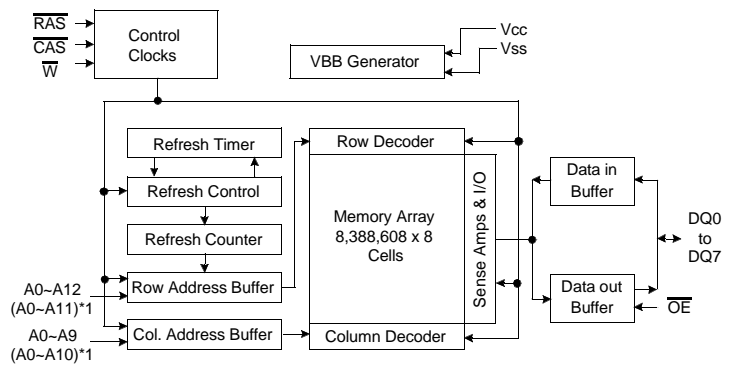 RAS
CAS
W
Control
Clocks
VBB Generator
Vcc
Vss
Refresh Timer
Refresh Control
Refresh Counter
Row Address Buffer
Col. Address Buffer
A0~A12
(A0~A11)*1
A0~A9
(A0~A10)*1
Row Decoder
Memory Array
8,388,608 x 8
Cells
Column Decoder
Sense Amps & I/O
Data in
Buffer
Data out
Buffer
OE
DQ0
to
DQ7